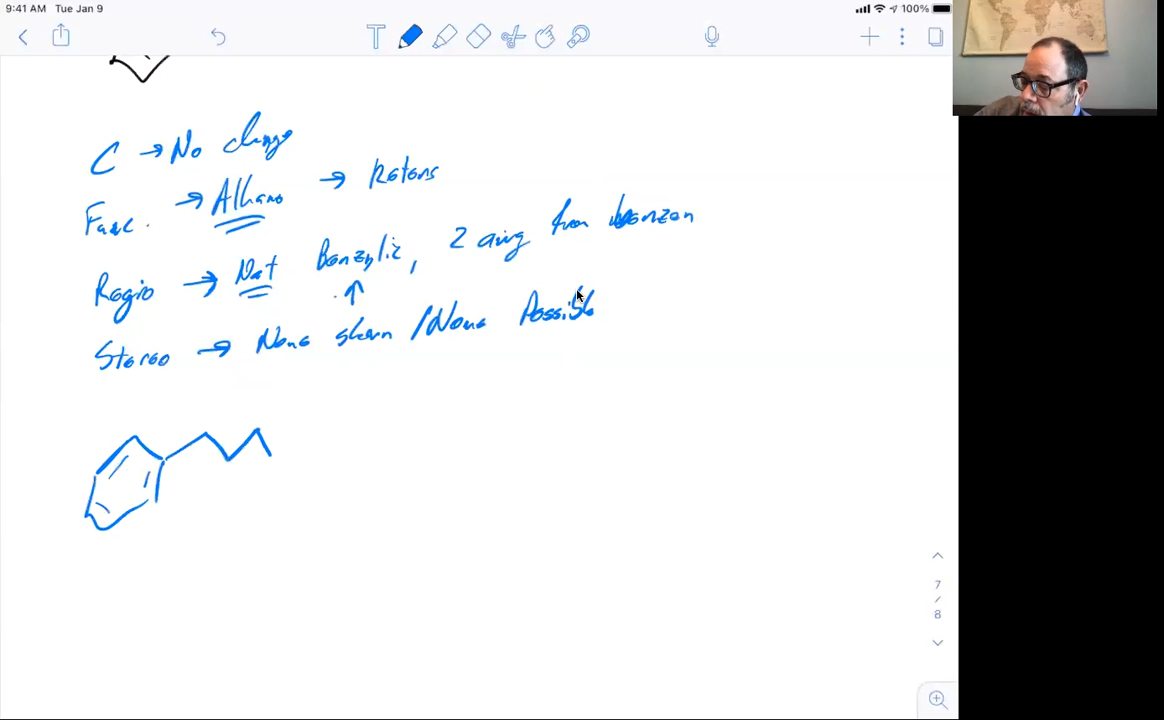 9:41 AM Tue Jan 9
100%
C → No change
Func. → Alkane → Ketone
Regio → Not Benzylic, 2 away from benzen
Stereo → None shown / None Possible
7
/
8